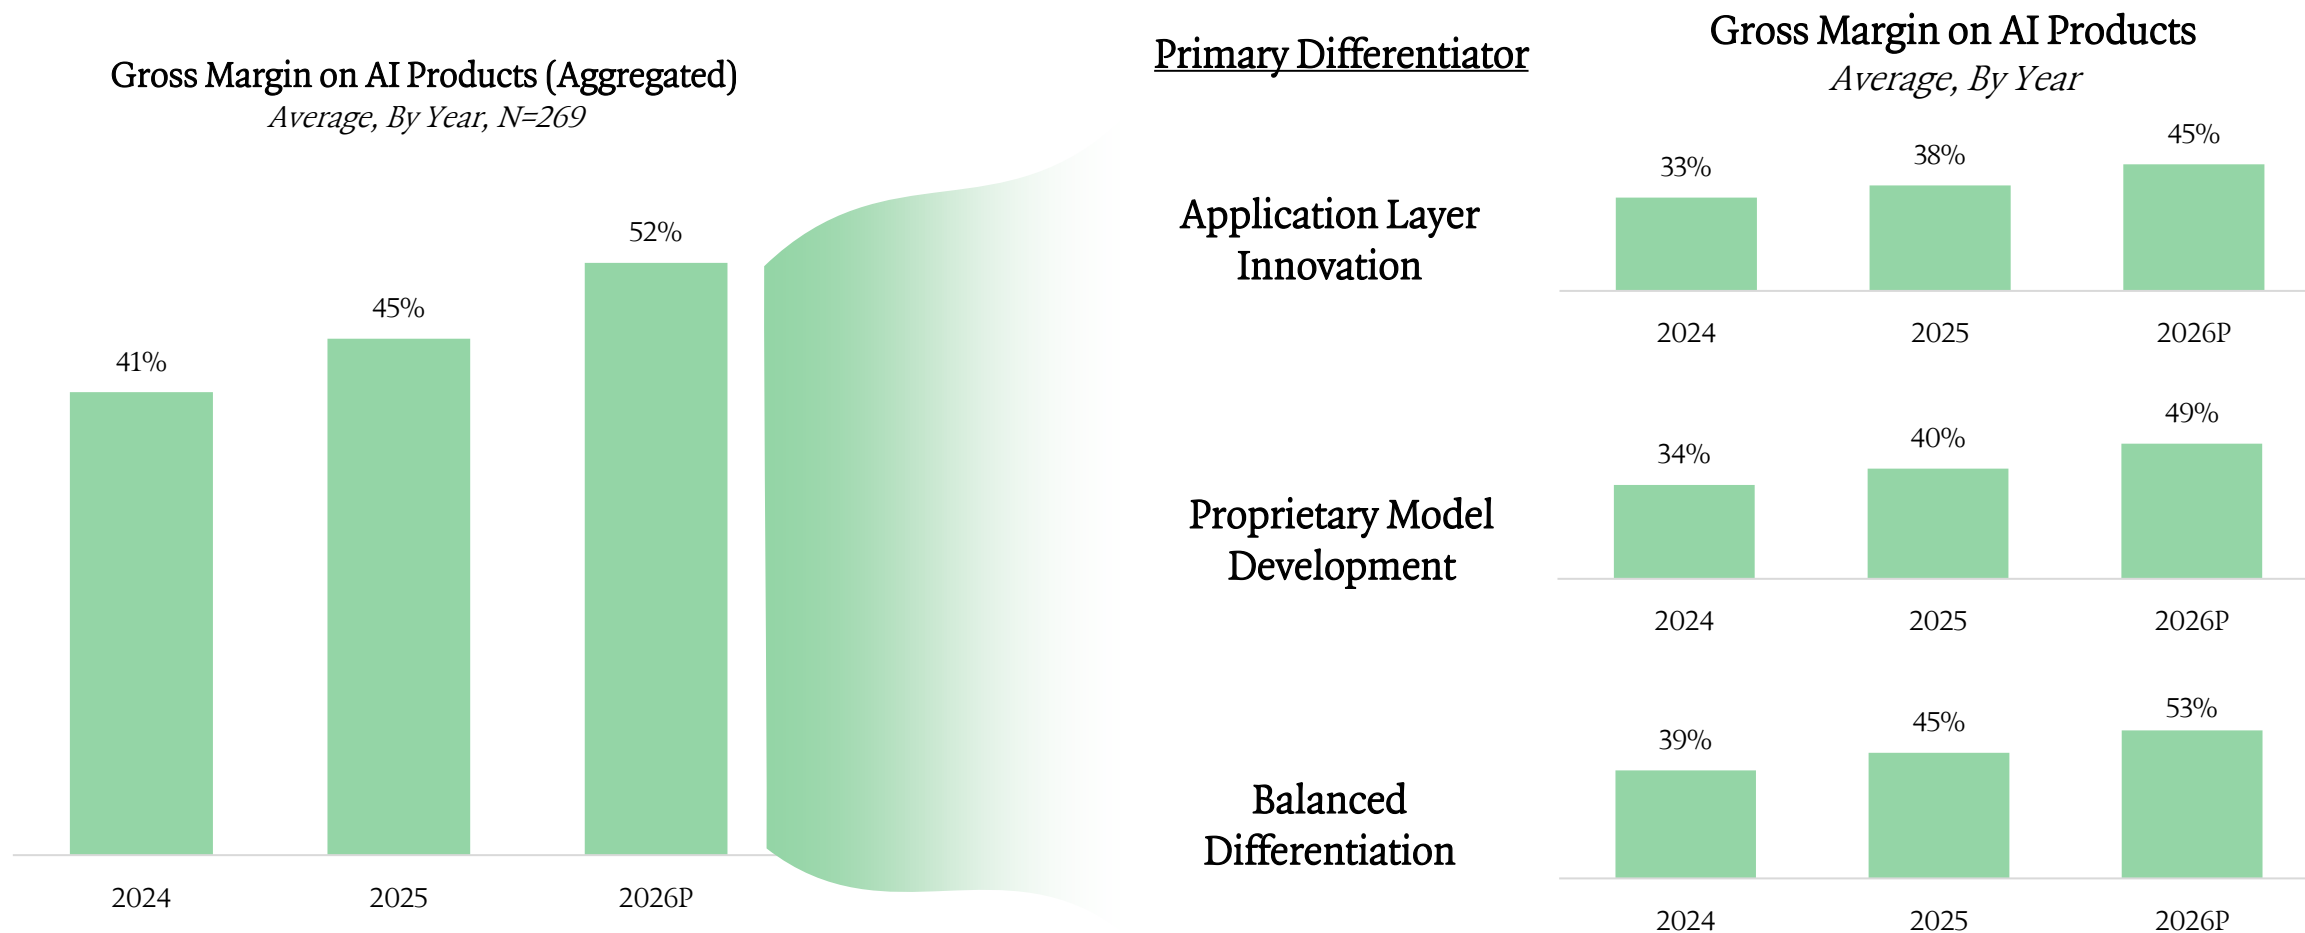 Gross Margin on AI Products (Aggregated)
Average, By Year, N=269
41%
45%
52%
2024
2025
2026P
Primary Differentiator
Gross Margin on AI Products
Average, By Year
Application Layer
Innovation
33%
38%
45%
2024
2025
2026P
Proprietary Model
Development
34%
40%
49%
2024
2025
2026P
Balanced
Differentiation
39%
45%
53%
2024
2025
2026P